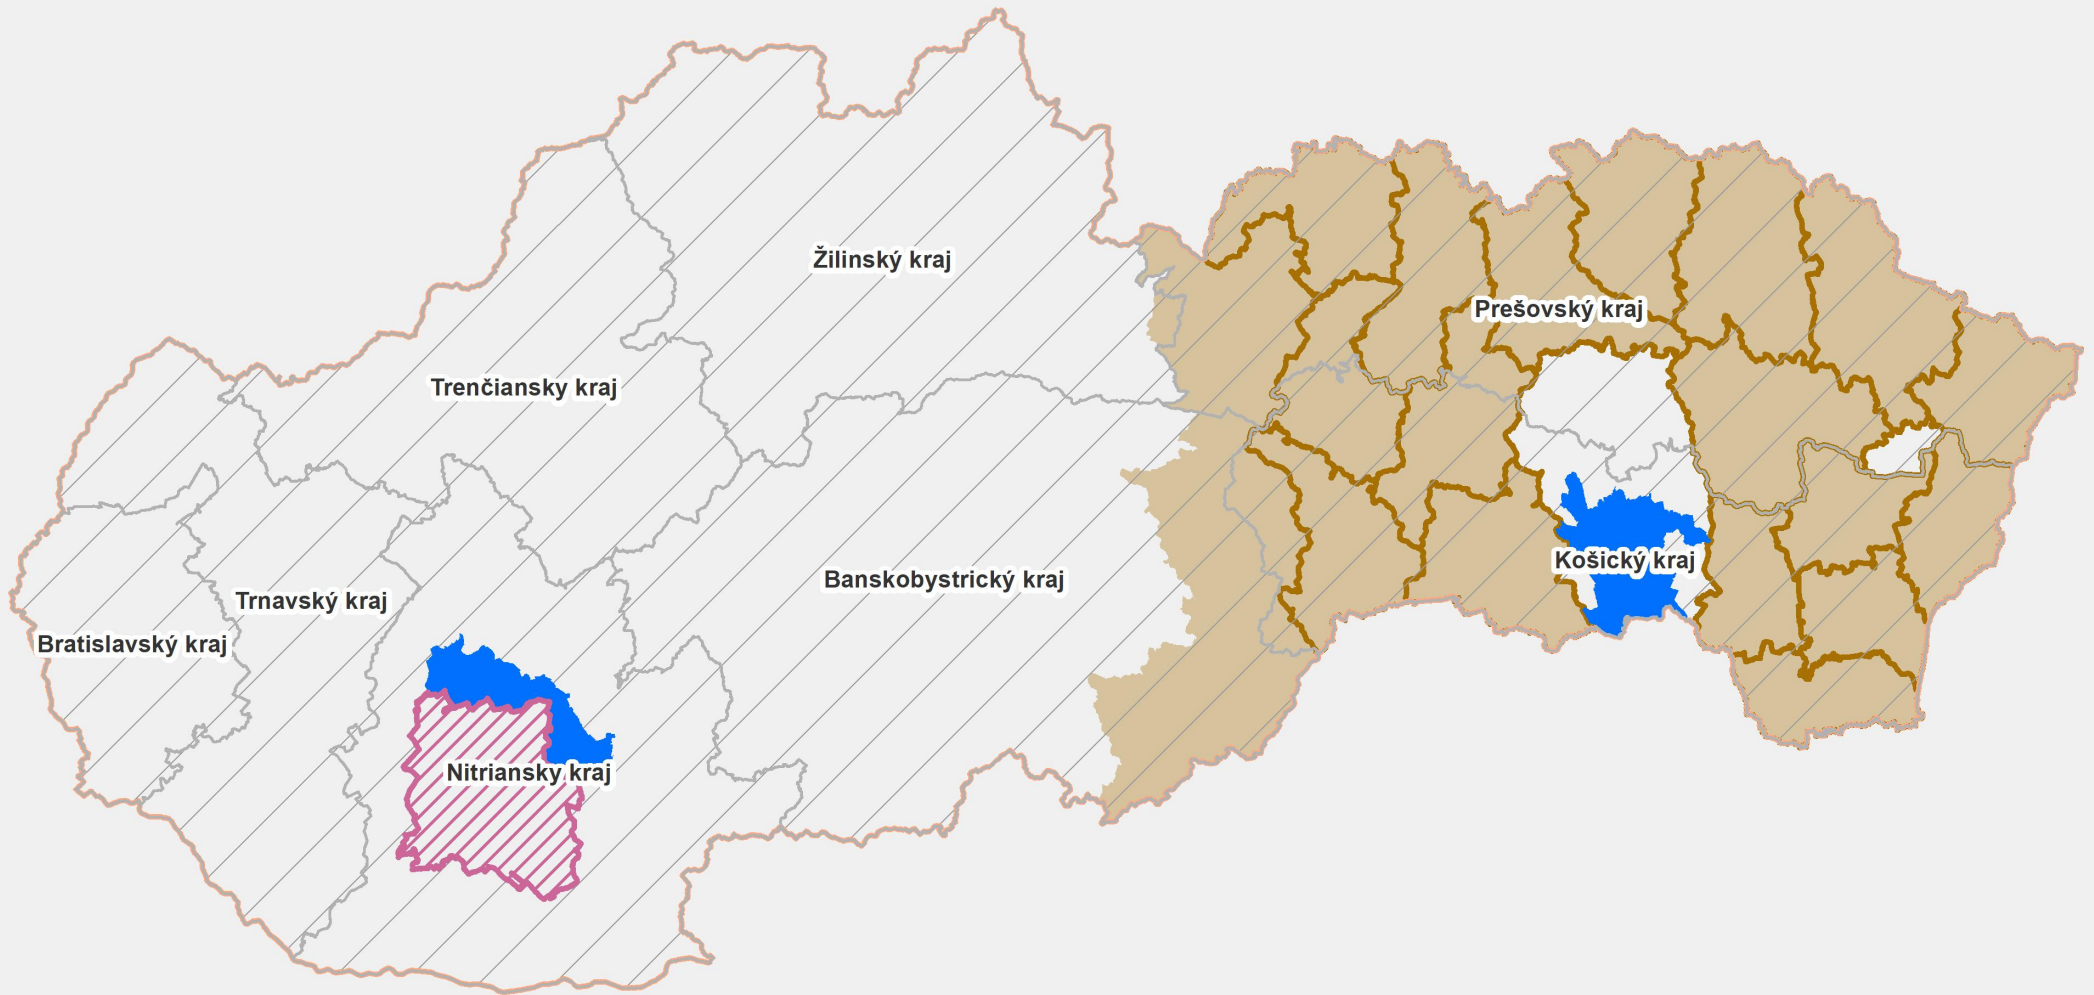 Žilinský kraj
Prešovský kraj
Trenčiansky kraj
Košický kraj
Banskobystrický kraj
Trnavský kraj
Bratislavský kraj
Nitriansky kraj